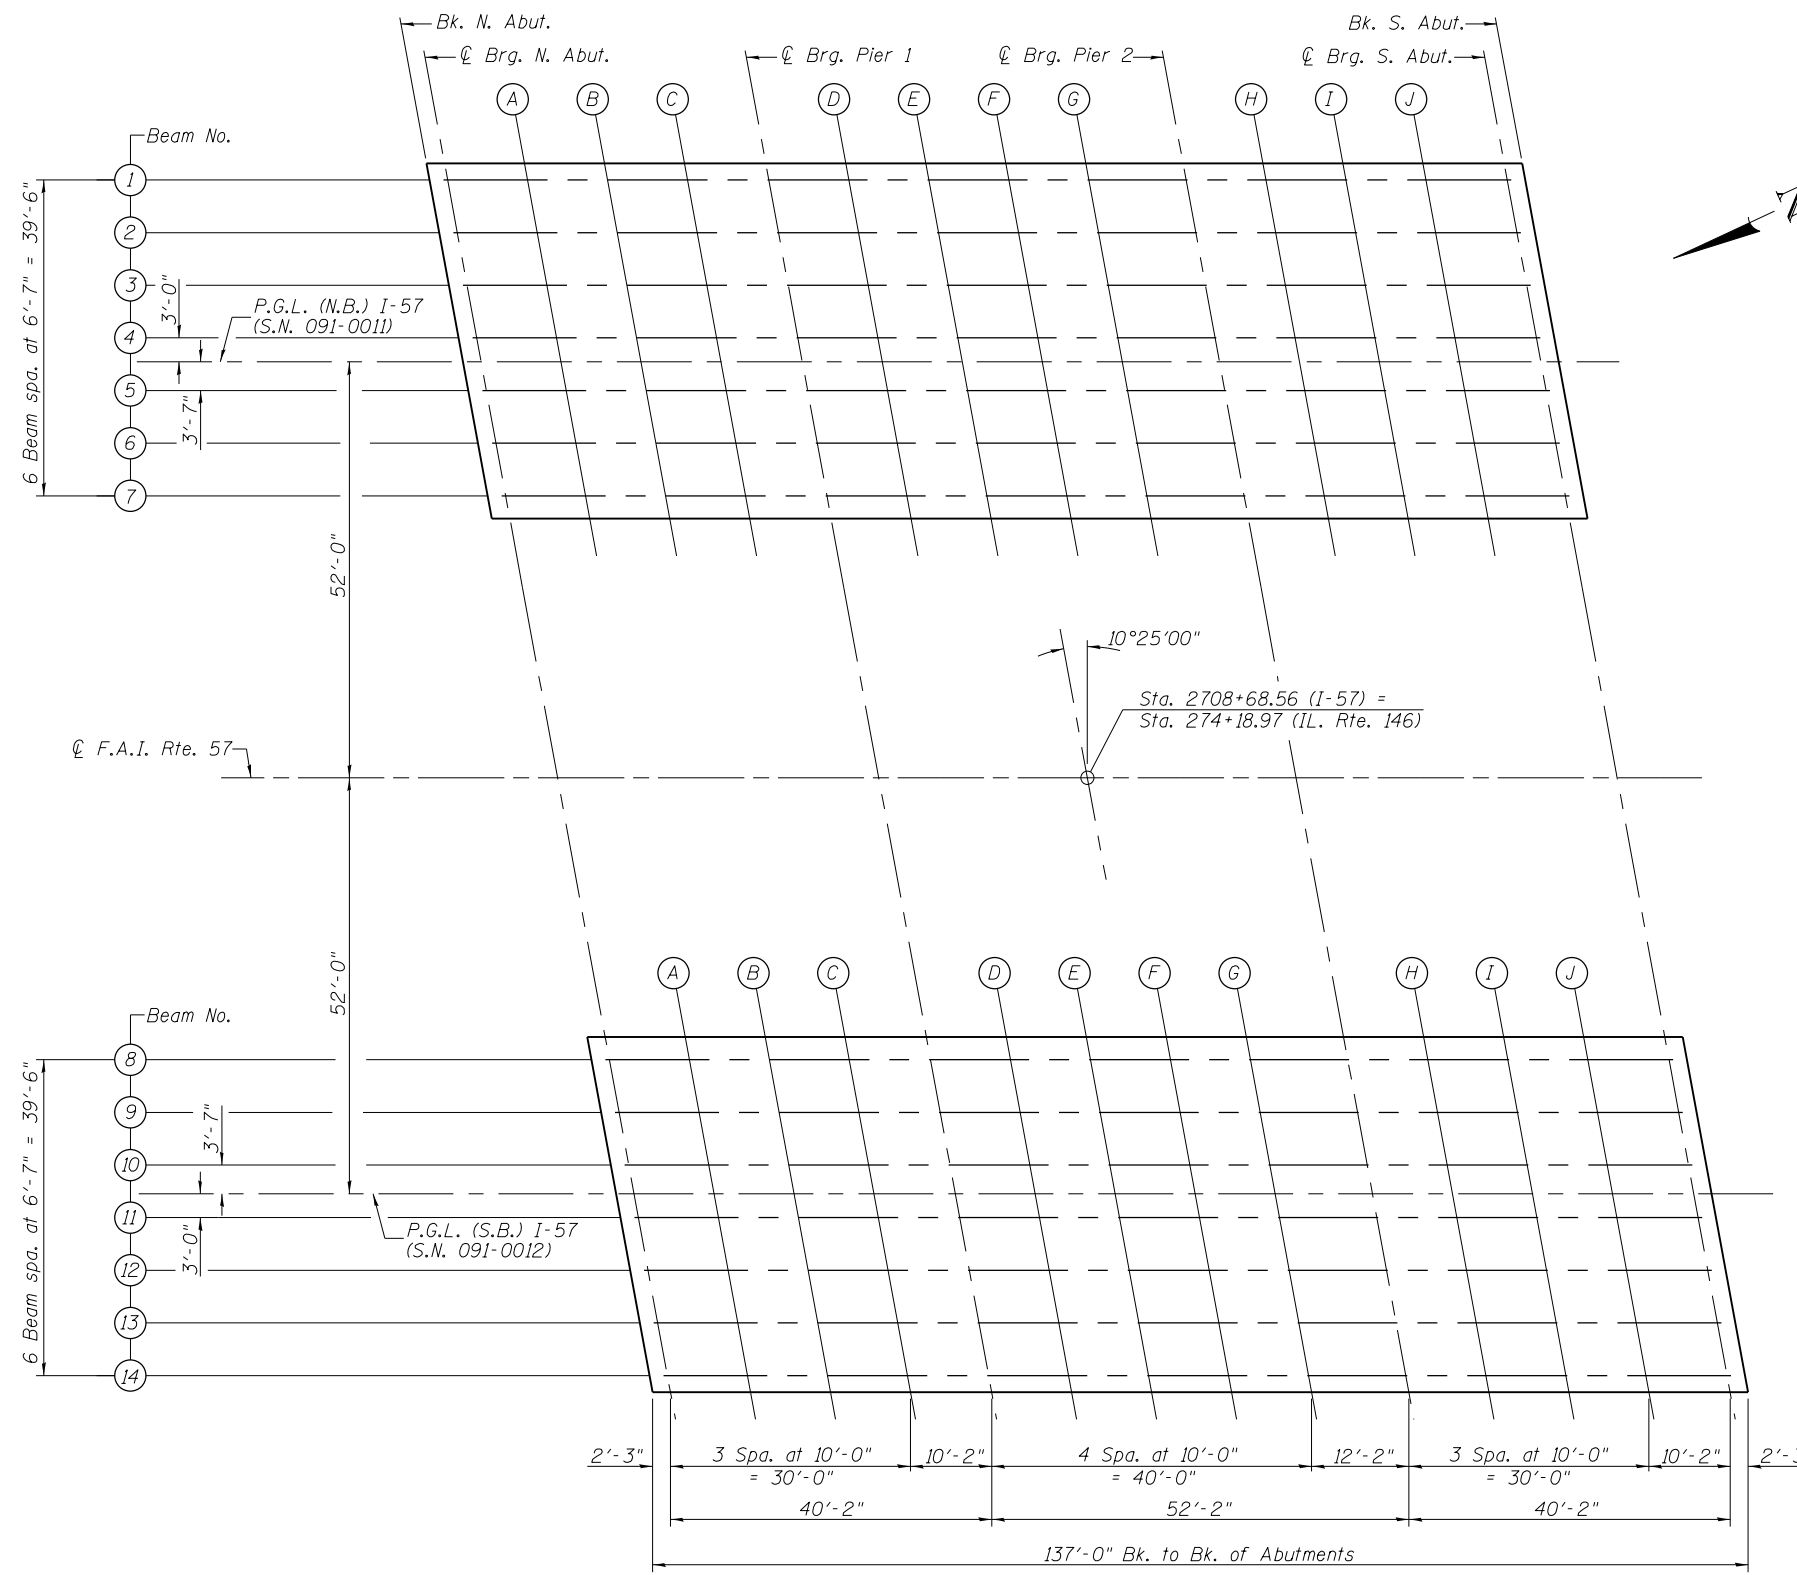 Bk. N. Abut.
Bk. S. Abut.
℄ Brg. N. Abut.
℄ Brg. Pier 1
℄ Brg. Pier 2
℄ Brg. S. Abut.
A
B
C
D
E
F
G
H
I
J
Beam No.
1
2
3
4
5
6
7
6 Beam spa. at 6'-7" = 39'-6"
3'-0"
3'-7"
P.G.L. (N.B.) I-57
(S.N. 091-0011)
N
52'-0"
10°25'00"
Sta. 2708+68.56 (I-57) =
Sta. 274+18.97 (IL. Rte. 146)
℄ F.A.I. Rte. 57
52'-0"
A
B
C
D
E
F
G
H
I
J
Beam No.
8
9
10
11
12
13
14
6 Beam spa. at 6'-7" = 39'-6"
3'-7"
3'-0"
P.G.L. (S.B.) I-57
(S.N. 091-0012)
2'-3"
3 Spa. at 10'-0"
= 30'-0"
10'-2"
4 Spa. at 10'-0"
= 40'-0"
12'-2"
3 Spa. at 10'-0"
= 30'-0"
10'-2"
2'-3
40'-2"
52'-2"
40'-2"
137'-0" Bk. to Bk. of Abutments